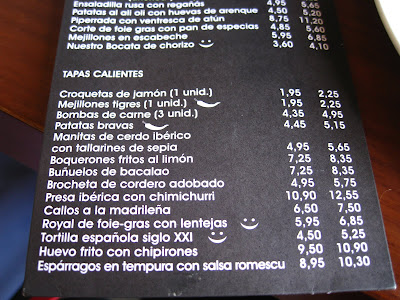 Ensaladilla rusa con regañás 4,95 5,65
Patatas al ali oli con huevas de arenque 4,50 5,20
Piperrada con ventresca de atún 8,75 11,20
Corte de foie gras con pan de especias 4,85 5,60
Mejillones en escabeche 5,95 6,85
Nuestro Bocata de chorizo 3,60 4,10
TAPAS CALIENTES
Croquetas de jamón (1 unid.) 1,95 2,25
Mejillones tigres (1 unid.) 1,95 2,25
Bombas de carne (3 unid.) 4,35 4,95
Patatas bravas 4,45 5,15
Manitas de cerdo ibérico
con tallarines de sepia 4,95 5,65
Boquerones fritos al limón 7,25 8,35
Buñuelos de bacalao 7,25 8,35
Brocheta de cordero adobado 4,95 5,75
Presa ibérica con chimichurri 10,90 12,55
Callos a la madrileña 6,50 7,50
Royal de foie-gras con lentejas 5,95 6,85
Tortilla española siglo XXI 4,50 5,25
Huevo frito con chipirones 9,50 10,90
Espárragos en tempura con salsa romescu 8,95 10,30